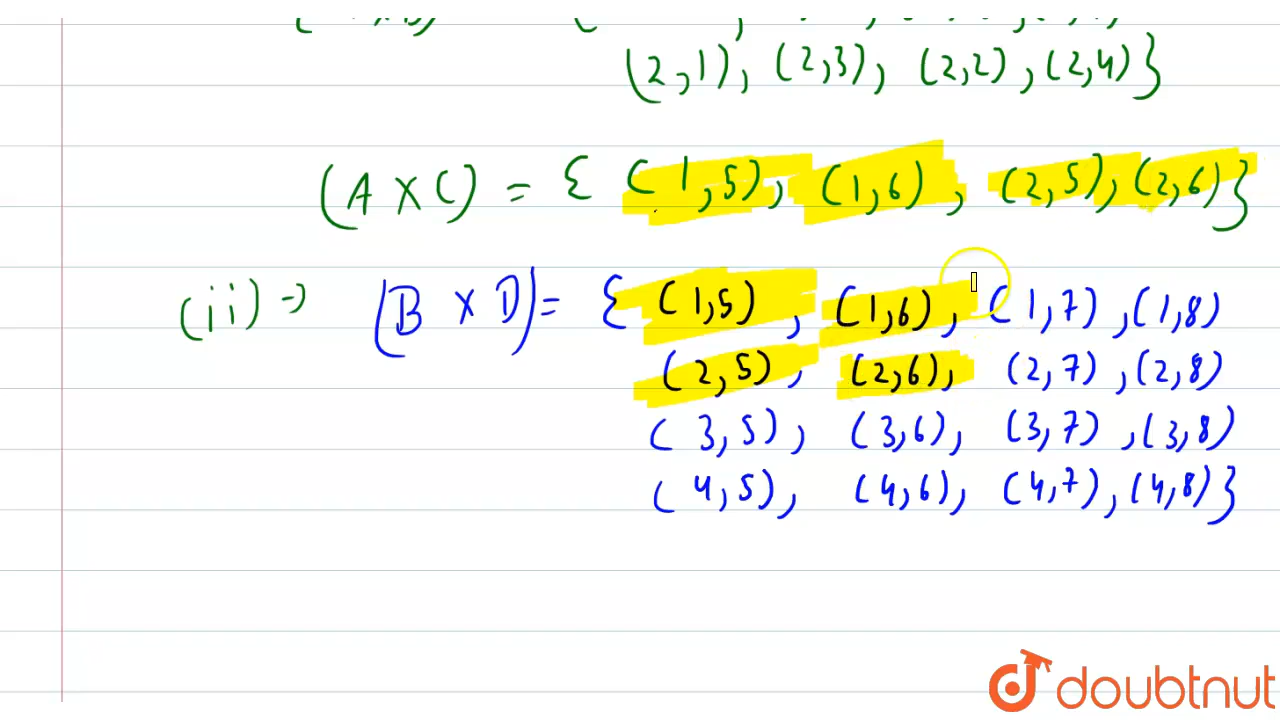 (2,1), (2,3), (2,2), (2,4)}
(A X C) = { (1,5), (1,6), (2,5), (2,6)}
(ii) → (B X D) = { (1,5), (1,6), (1,7), (1,8)
(2,5), (2,6), (2,7), (2,8)
(3,5), (3,6), (3,7), (3,8)
(4,5), (4,6), (4,7), (4,8)}
doubtnut